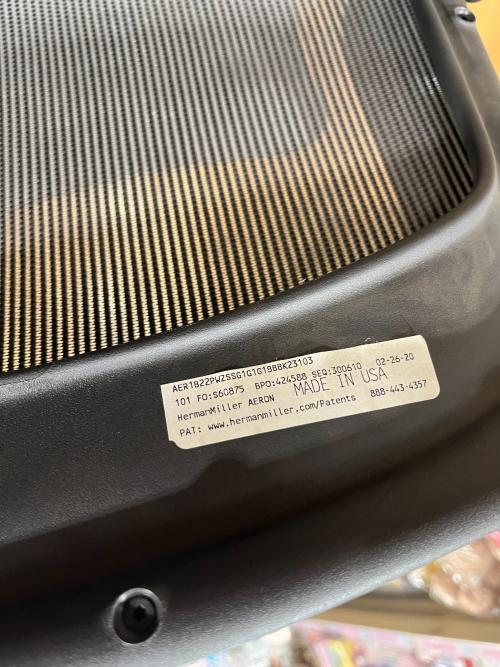 AER1B22PWZSSG1G1G1BBBK23103
101 FO:S60875 BPO:424588 SEQ:300610 02-26-20
HermanMiller AERON MADE IN USA
PAT: www.hermanmiller.com/Patents 888-443-4357